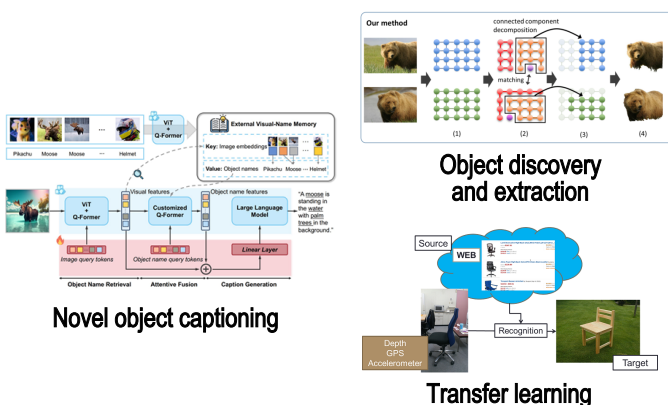 Our method
connected component
decomposition
matching
(1)
(2)
(3)
(4)
Object discovery
and extraction
ViT
+
Q-Former
External Visual-Name Memory
Key: Image embeddings
Value: Object names
Pikachu Moose ... Helmet
Pikachu Moose Moose ... Helmet
Visual features
Object name features
ViT
+
Q-Former
Customized
Q-Former
Large Language
Model
"A moose is
standing in
the water
with palm
trees in the
background."
Image query tokens
Object name query tokens
Linear Layer
Object Name Retrieval
Attentive Fusion
Caption Generation
Novel object captioning
Source
WEB
Recognition
Depth
GPS
Accelerometer
Target
Transfer learning